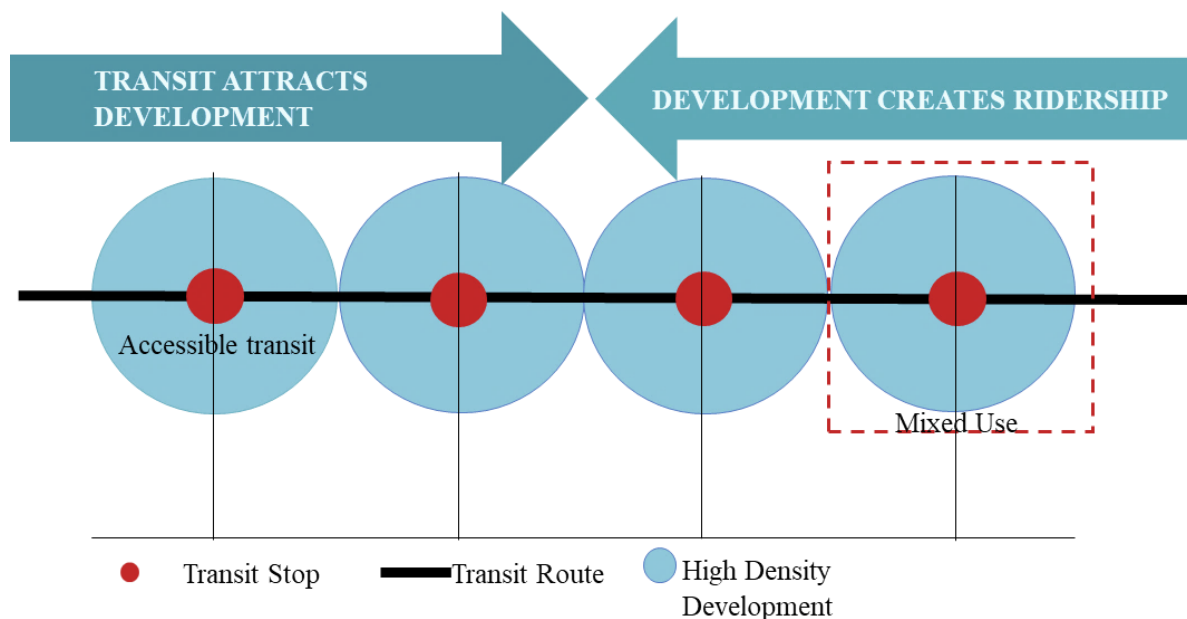 TRANSIT ATTRACTS
DEVELOPMENT
DEVELOPMENT CREATES RIDERSHIP
Accessible transit
Mixed Use
Transit Stop
Transit Route
High Density
Development